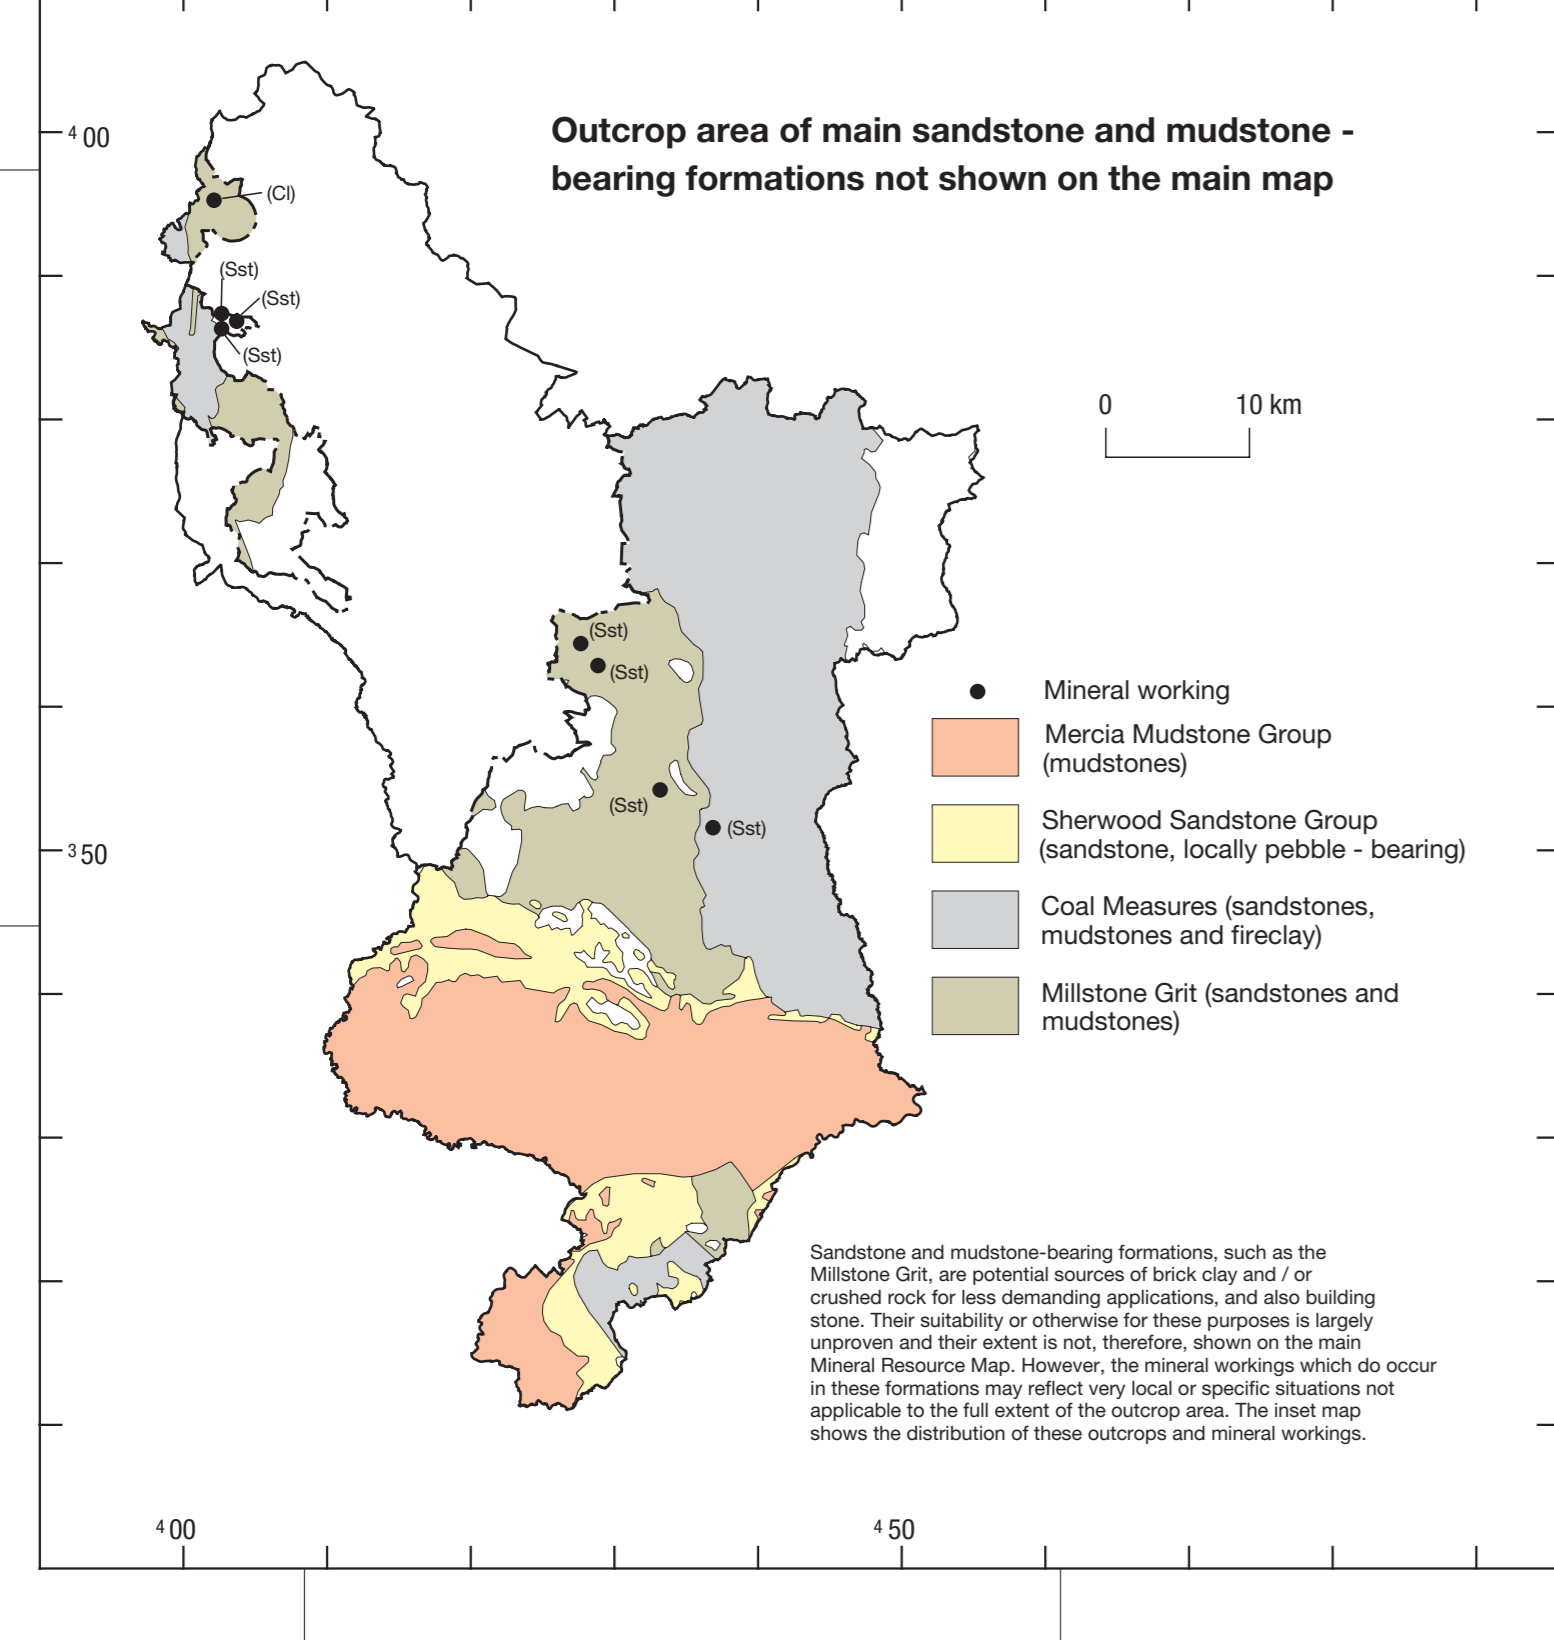 Outcrop area of main sandstone and mudstone -
bearing formations not shown on the main map
4 00
(Cl)
(Sst)
(Sst)
(Sst)
0 10 km
(Sst)
(Sst)
(Sst)
(Sst)
3 50
Mineral working
Mercia Mudstone Group
(mudstones)
Sherwood Sandstone Group
(sandstone, locally pebble - bearing)
Coal Measures (sandstones,
mudstones and fireclay)
Millstone Grit (sandstones and
mudstones)
Sandstone and mudstone-bearing formations, such as the
Millstone Grit, are potential sources of brick clay and / or
crushed rock for less demanding applications, and also building
stone. Their suitability or otherwise for these purposes is largely
unproven and their extent is not, therefore, shown on the main
Mineral Resource Map. However, the mineral workings which do occur
in these formations may reflect very local or specific situations not
applicable to the full extent of the outcrop area. The inset map
shows the distribution of these outcrops and mineral workings.
4 00
4 50